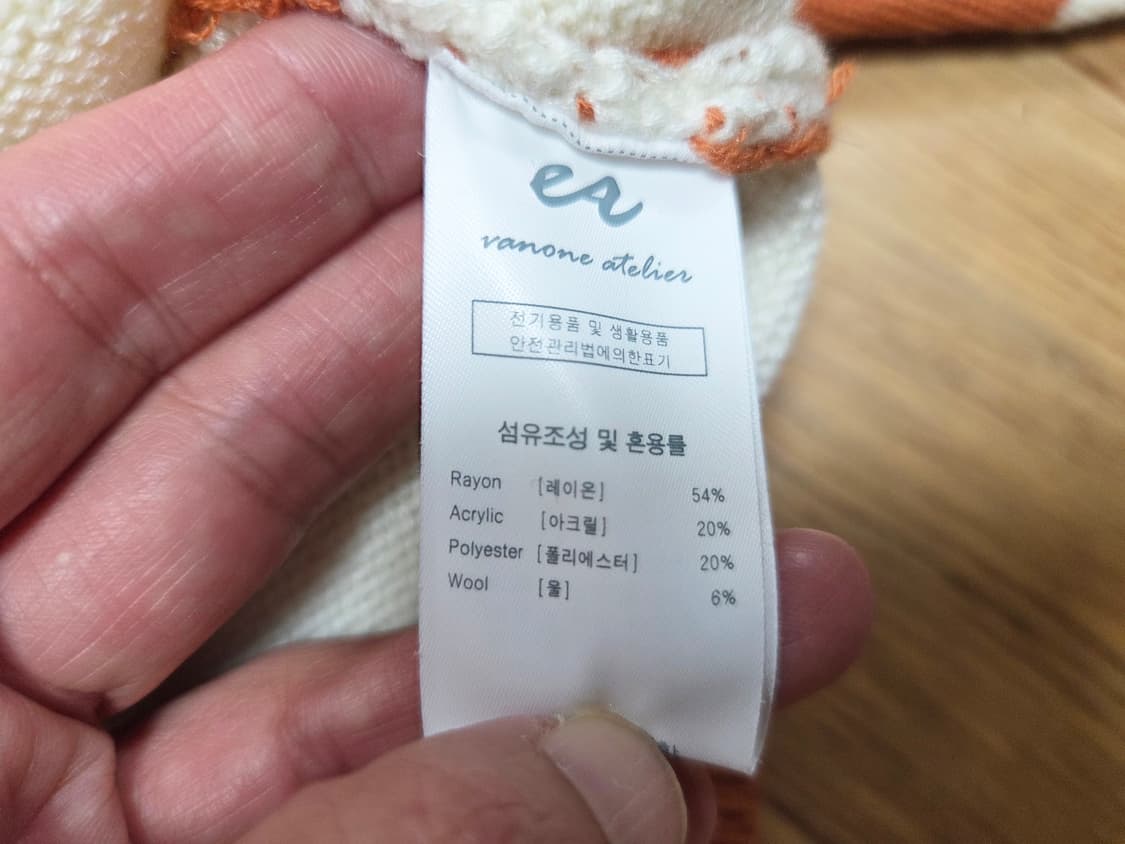 eA
vanone atelier
전기용품 및 생활용품
안전관리법에의한표기
섬유조성 및 혼용률
Rayon [레이온] 54%
Acrylic [아크릴] 20%
Polyester [폴리에스터] 20%
Wool [울] 6%